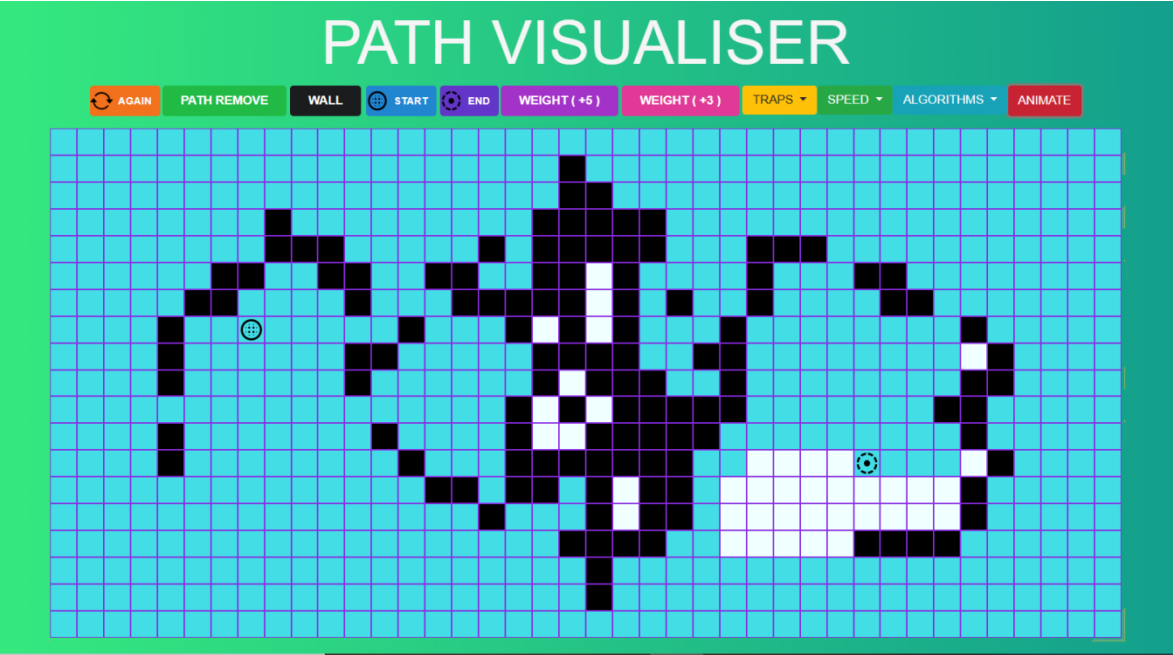 PATH VISUALISER
AGAIN PATH REMOVE WALL START END WEIGHT ( +5 ) WEIGHT ( +3 ) TRAPS SPEED ALGORITHMS ANIMATE